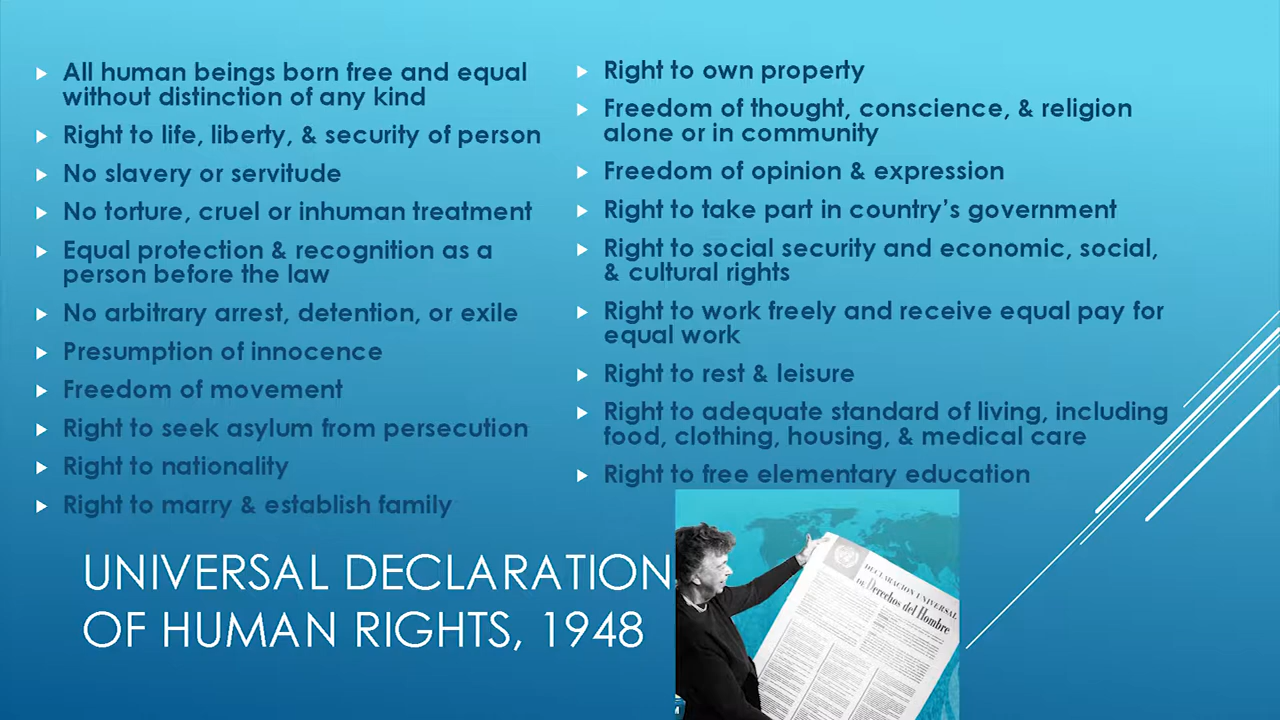 All human beings born free and equal
without distinction of any kind
Right to life, liberty, & security of person
No slavery or servitude
No torture, cruel or inhuman treatment
Equal protection & recognition as a
person before the law
No arbitrary arrest, detention, or exile
Presumption of innocence
Freedom of movement
Right to seek asylum from persecution
Right to nationality
Right to marry & establish family
Right to own property
Freedom of thought, conscience, & religion
alone or in community
Freedom of opinion & expression
Right to take part in country’s government
Right to social security and economic, social,
& cultural rights
Right to work freely and receive equal pay for
equal work
Right to rest & leisure
Right to adequate standard of living, including
food, clothing, housing, & medical care
Right to free elementary education
UNIVERSAL DECLARATION
OF HUMAN RIGHTS, 1948
DECLARACION UNIVERSAL
DE Derechos del Hombre